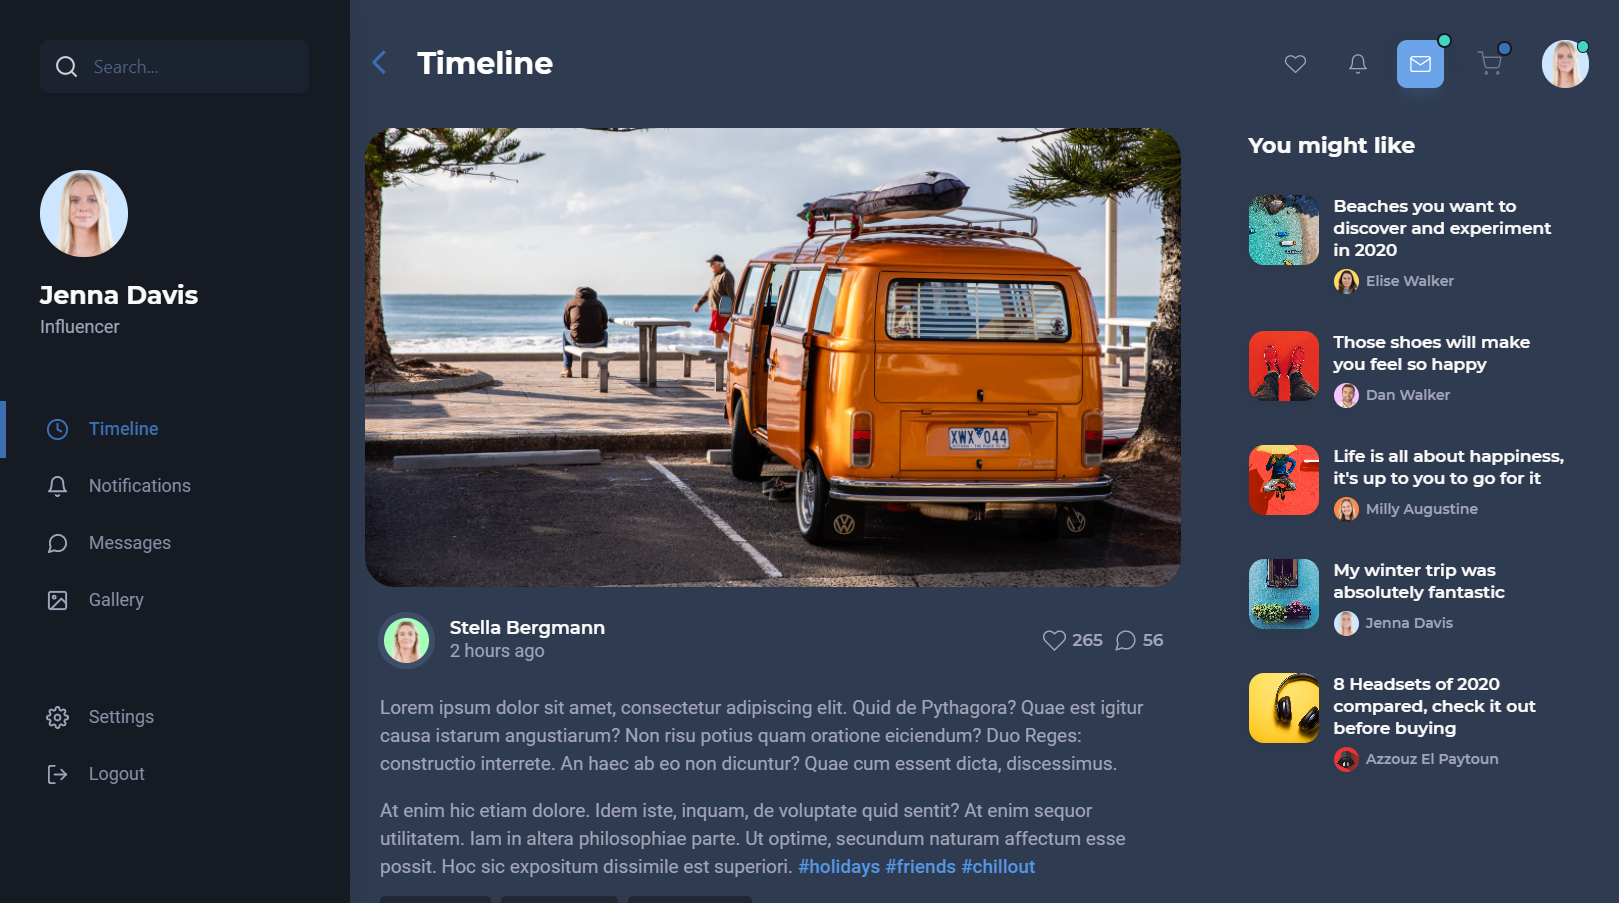 Search...
Timeline
Jenna Davis
Influencer
Timeline
Notifications
Messages
Gallery
Settings
Logout
XWX 044
Stella Bergmann
2 hours ago
265
56
Lorem ipsum dolor sit amet, consectetur adipiscing elit. Quid de Pythagora? Quae est igitur
causa istarum angustiarum? Non risu potius quam oratione eiciendum? Duo Reges:
constructio interrete. An haec ab eo non dicuntur? Quae cum essent dicta, discessimus.
At enim hic etiam dolore. Idem iste, inquam, de voluptate quid sentit? At enim sequor
utilitatem. Iam in altera philosophiae parte. Ut optime, secundum naturam affectum esse
possit. Hoc sic expositum dissimile est superiori. #holidays #friends #chillout
You might like
Beaches you want to
discover and experiment
in 2020
Elise Walker
Those shoes will make
you feel so happy
Dan Walker
Life is all about happiness,
it's up to you to go for it
Milly Augustine
My winter trip was
absolutely fantastic
Jenna Davis
8 Headsets of 2020
compared, check it out
before buying
Azzouz El Paytoun